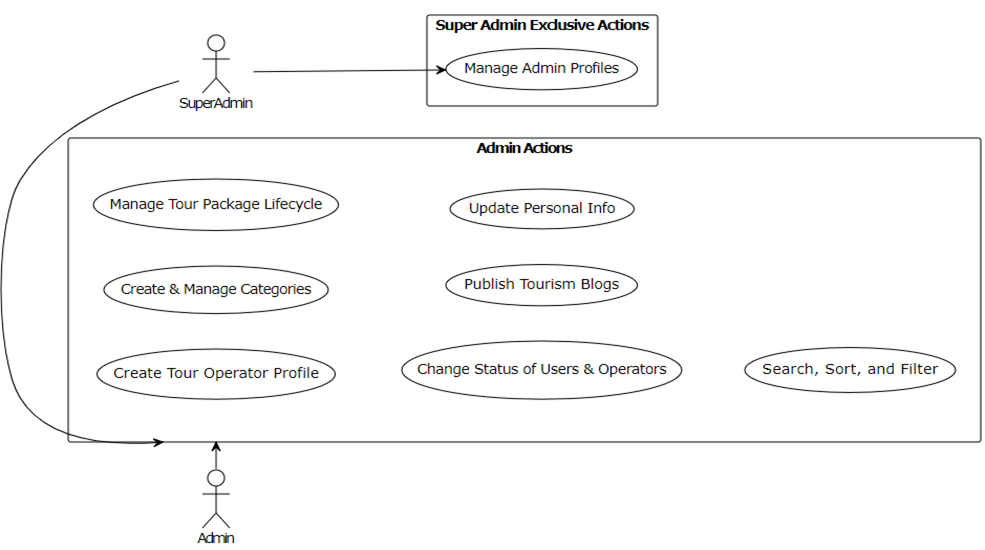 Super Admin Exclusive Actions
Manage Admin Profiles
SuperAdmin
Admin Actions
Manage Tour Package Lifecycle
Update Personal Info
Create & Manage Categories
Publish Tourism Blogs
Create Tour Operator Profile
Change Status of Users & Operators
Search, Sort, and Filter
Admin